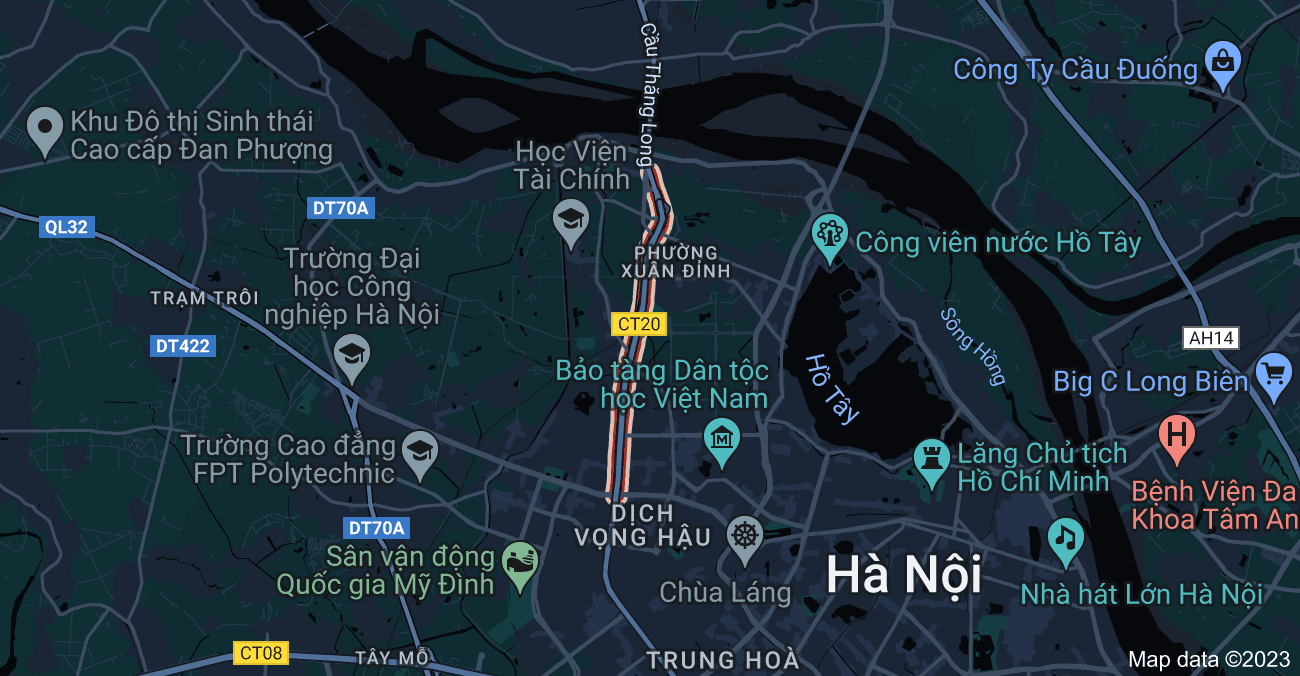 Cầu Thăng Long
Công Ty Cầu Đuống
Khu Đô thị Sinh thái
Cao cấp Đan Phượng
Học Viện
Tài Chính
DT70A
QL32
Công viên nước Hồ Tây
PHƯỜNG
XUÂN ĐỈNH
Trường Đại
học Công
nghiệp Hà Nội
TRẠM TRÔI
CT20
Sông Hồng
AH14
DT422
Bảo tàng Dân tộc
học Việt Nam
Hồ Tây
Big C Long Biên
Trường Cao đẳng
FPT Polytechnic
Lăng Chủ tịch
Hồ Chí Minh
Bệnh Viện Đa
Khoa Tâm An
DỊCH
VỌNG HẬU
DT70A
Sân vận động
Quốc gia Mỹ Đình
Chùa Láng
Hà Nội
Nhà hát Lớn Hà Nội
CT08
TÂY MỖ
TRUNG HOÀ
Map data ©2023